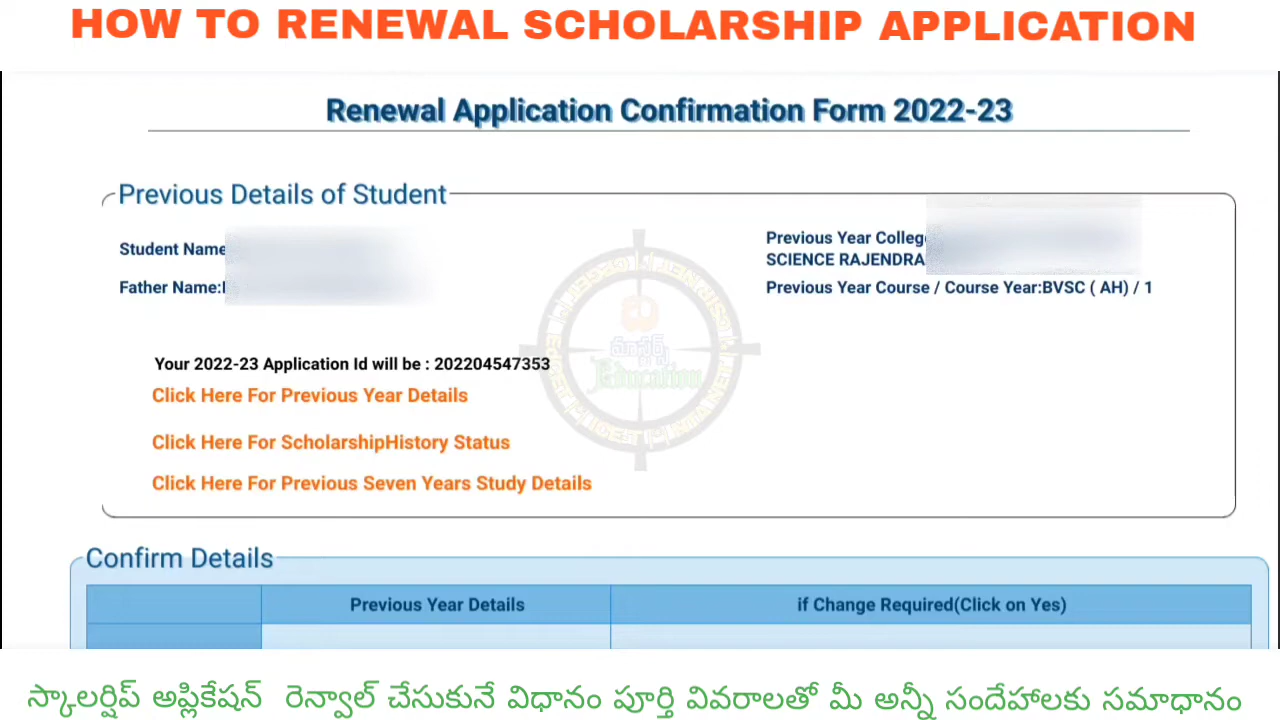 HOW TO RENEWAL SCHOLARSHIP APPLICATION
Renewal Application Confirmation Form 2022-23
Previous Details of Student
Student Name
Previous Year Colleg
SCIENCE RAJENDRA
Father Name:
Previous Year Course / Course Year:BVSC ( AH) / 1
Your 2022-23 Application Id will be : 202204547353
Click Here For Previous Year Details
Click Here For ScholarshipHistory Status
Click Here For Previous Seven Years Study Details
Education
Confirm Details
Previous Year Details
if Change Required(Click on Yes)
స్కాలర్షిప్ అప్లికేషన్ రెన్వాల్ చేసుకునే విధానం పూర్తి వివరాలతో మీ అన్నీ సందేహాలకు సమాధానం